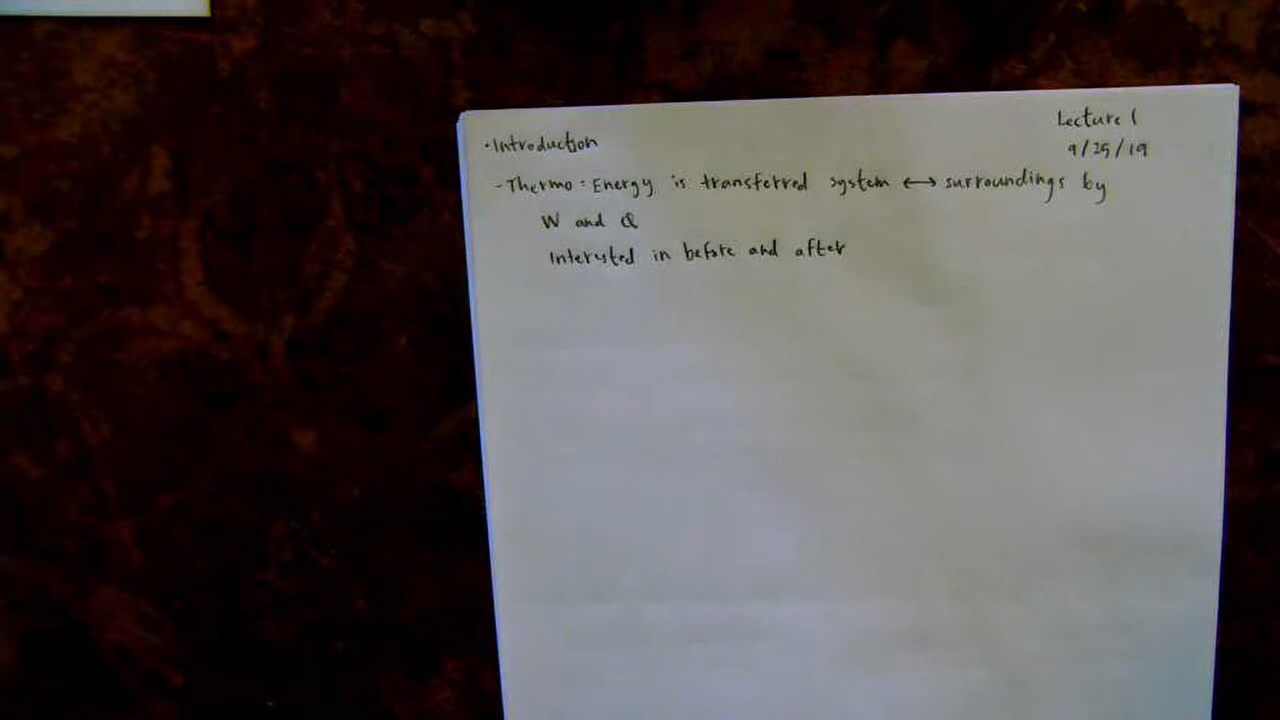 Lecture 1
9/25/19
·Introduction
-Thermo: Energy is transferred system ↔ surroundings by
W and Q
Interested in before and after